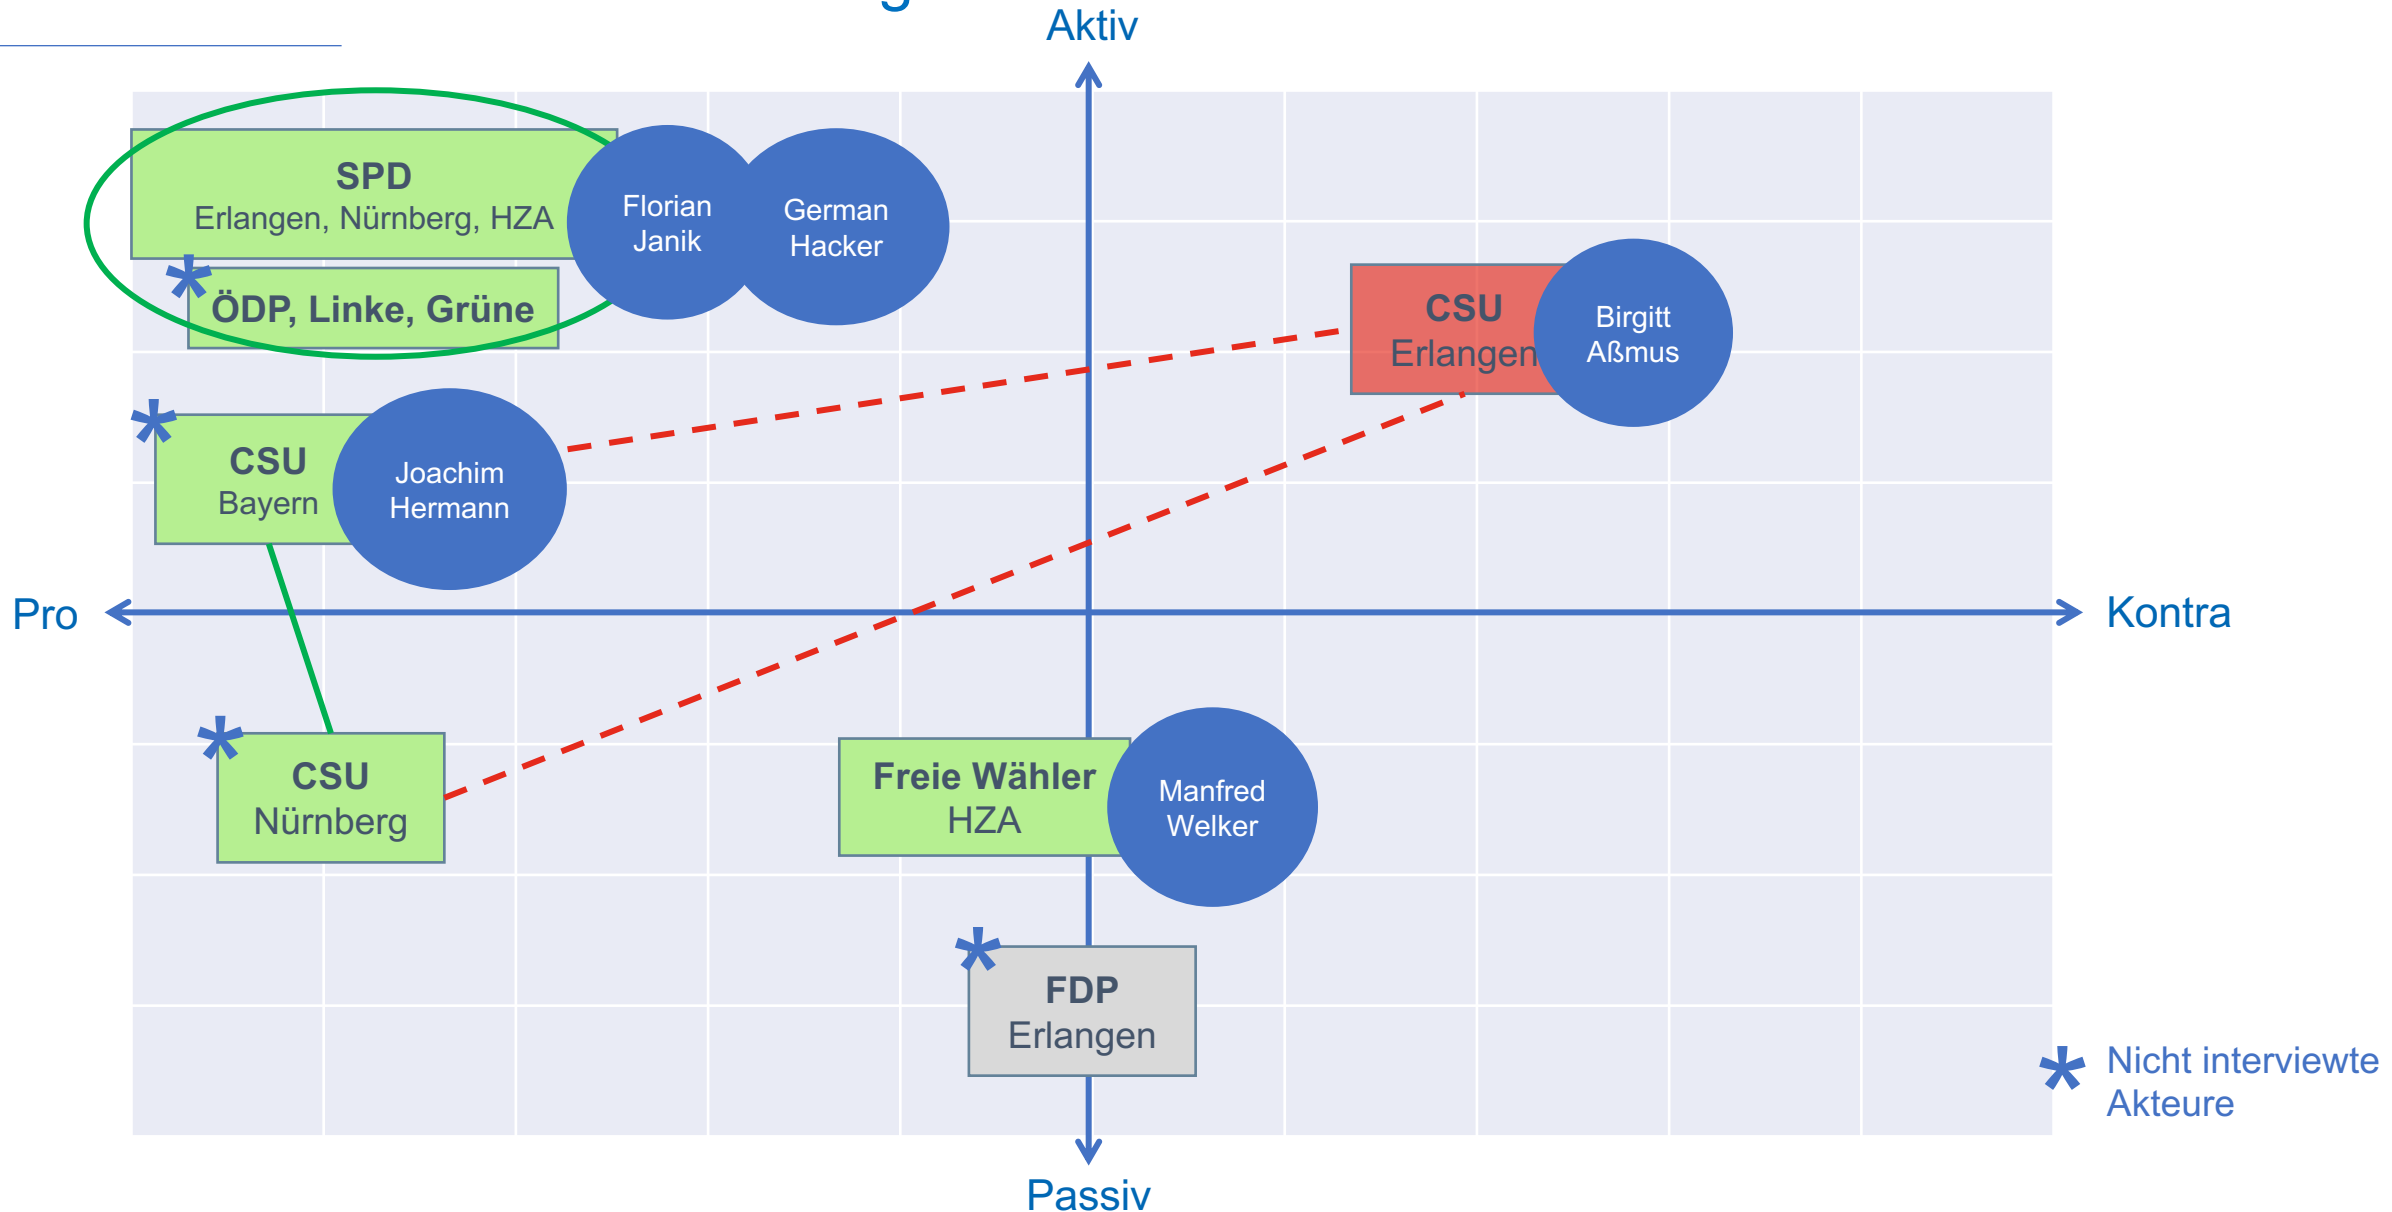 Aktiv
SPD
Erlangen, Nürnberg, HZA
Florian
Janik
German
Hacker
*
ÖDP, Linke, Grüne
CSU
Erlangen
Birgitt
Aßmus
*
CSU
Bayern
Joachim
Hermann
Pro
Kontra
*
CSU
Nürnberg
Freie Wähler
HZA
Manfred
Welker
*
FDP
Erlangen
* Nicht interviewte
Akteure
Passiv